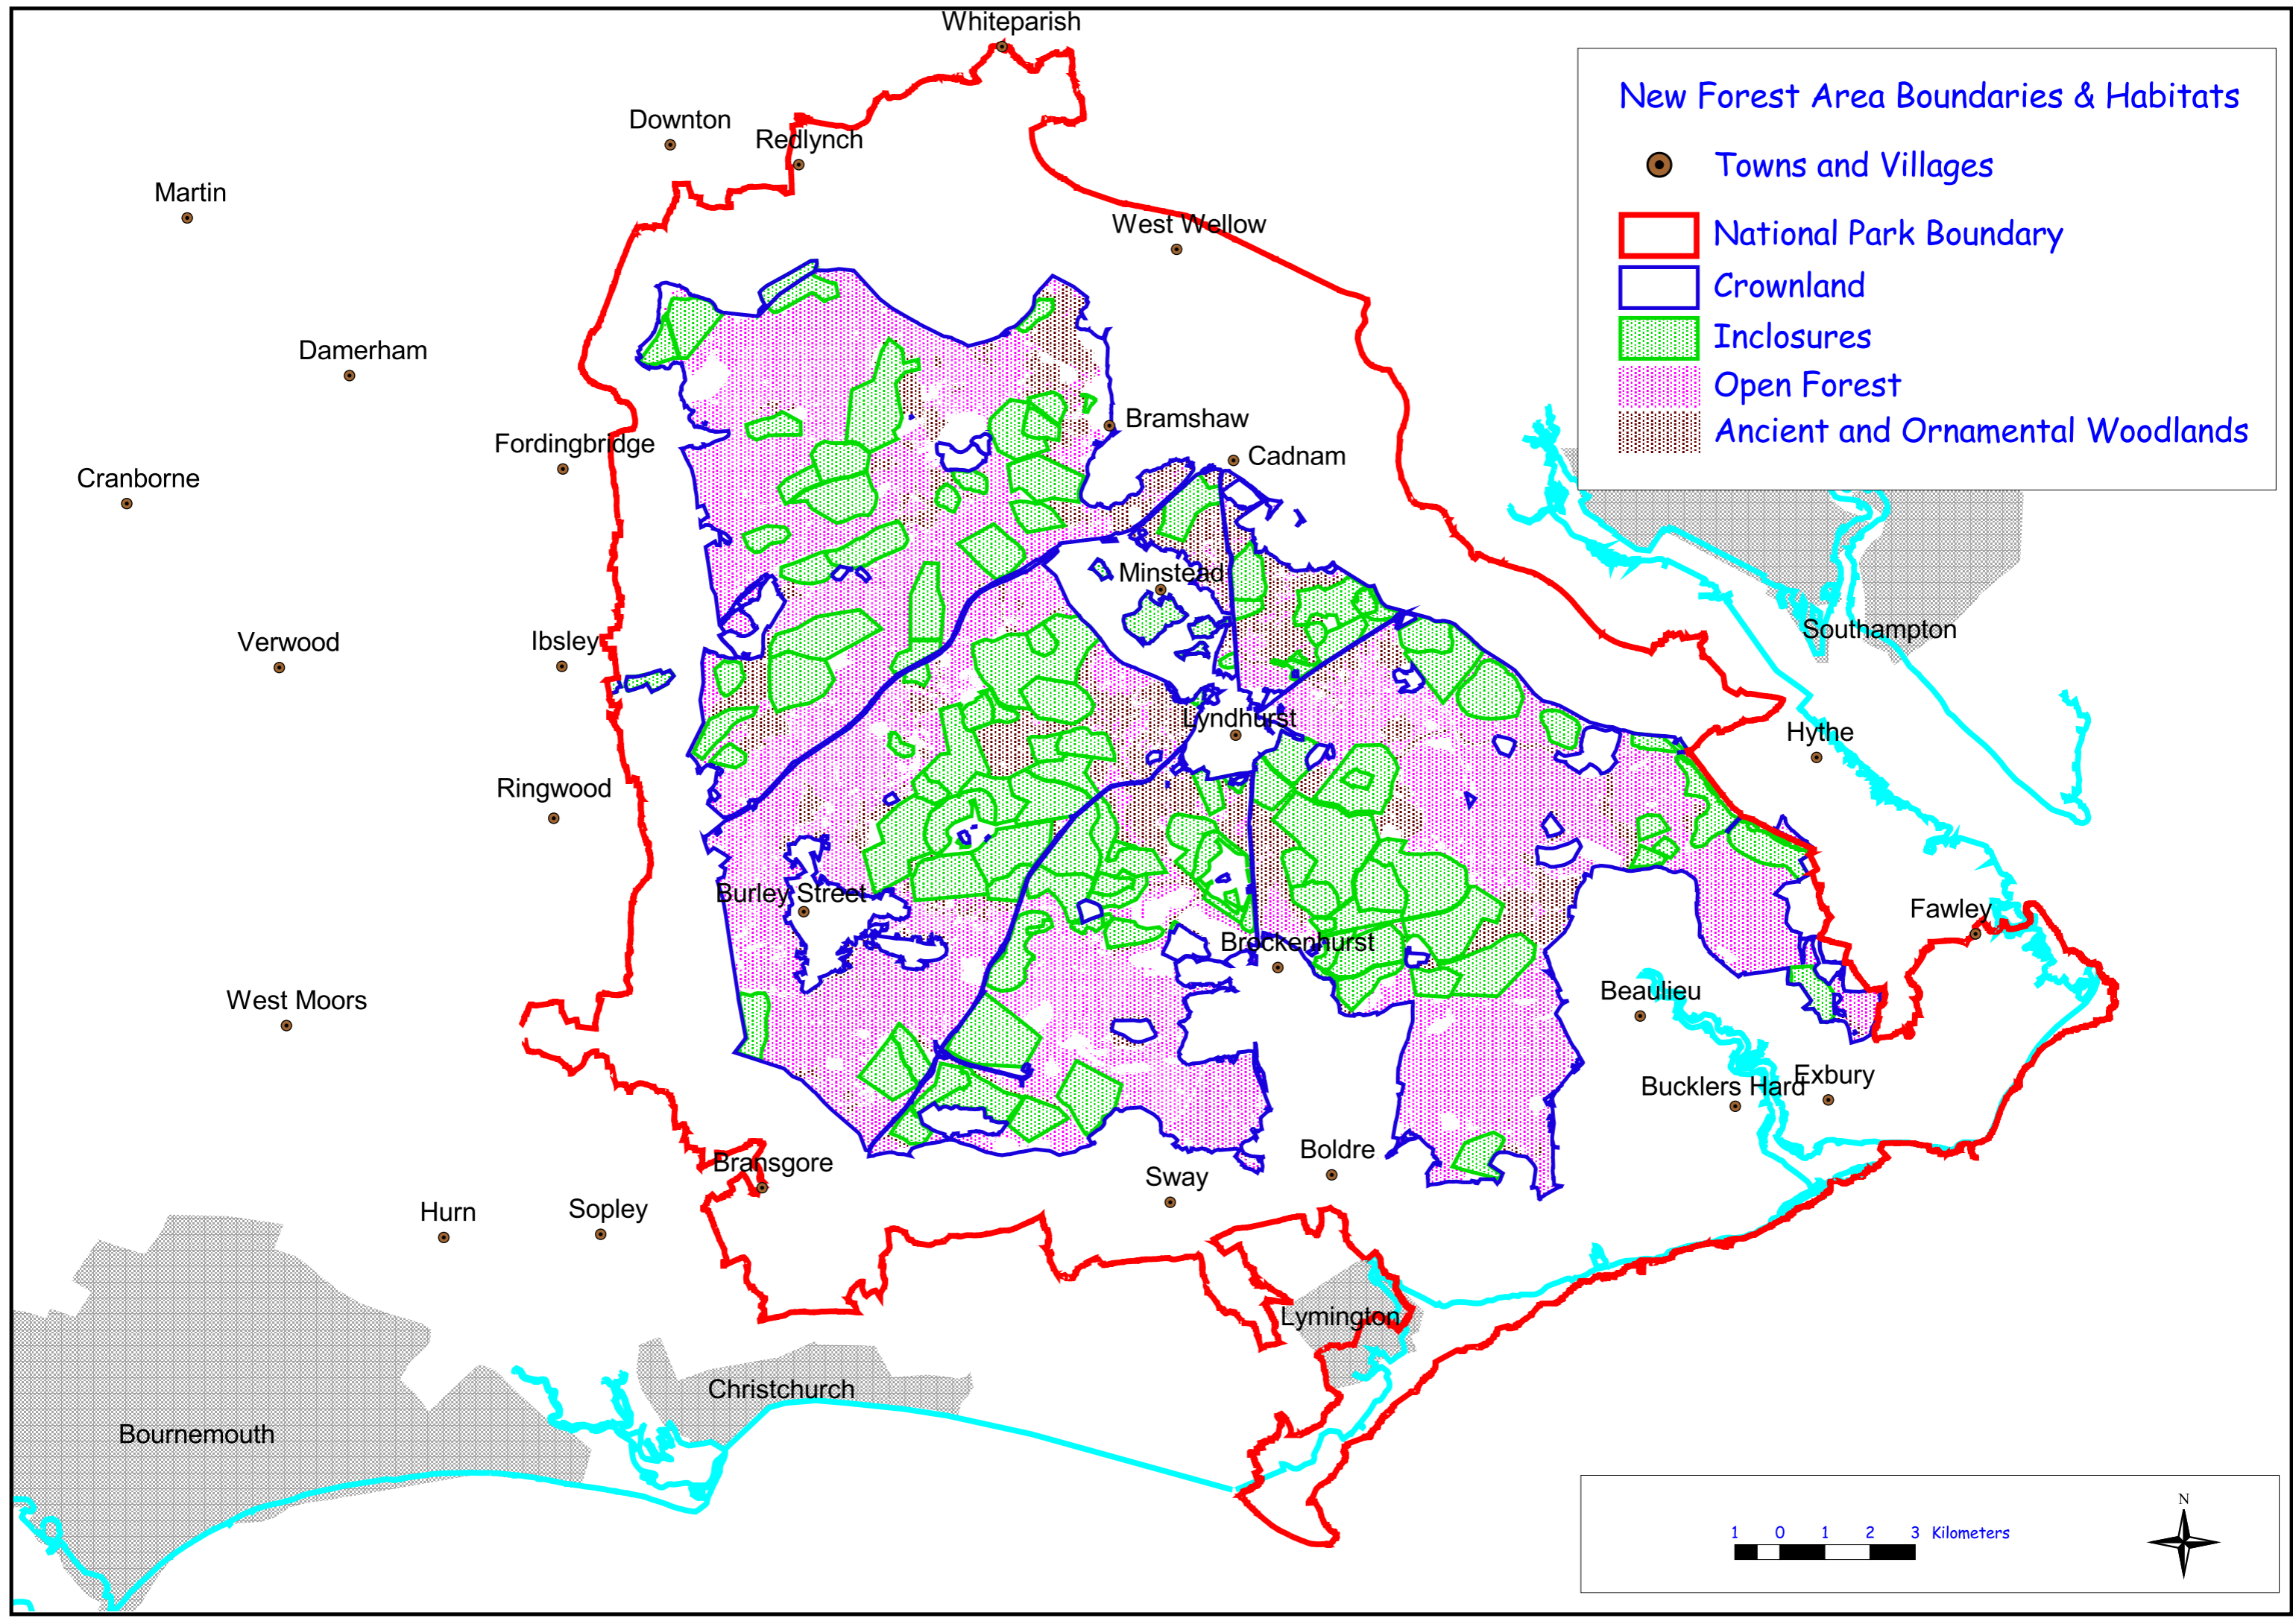 Whiteparish
New Forest Area Boundaries & Habitats
Downton
Redlynch
Towns and Villages
Martin
West Wellow
National Park Boundary
Crownland
Inclosures
Damerham
Open Forest
Bramshaw
Ancient and Ornamental Woodlands
Fordingbridge
Cadnam
Cranborne
Minstead
Southampton
Verwood
Ibsley
Lyndhurst
Hythe
Ringwood
Burley Street
Fawley
Brockenhurst
West Moors
Beaulieu
Exbury
Bucklers Hard
Boldre
Bransgore
Sway
Hurn
Sopley
Lymington
Christchurch
Bournemouth
N
1 0 1 2 3 Kilometers